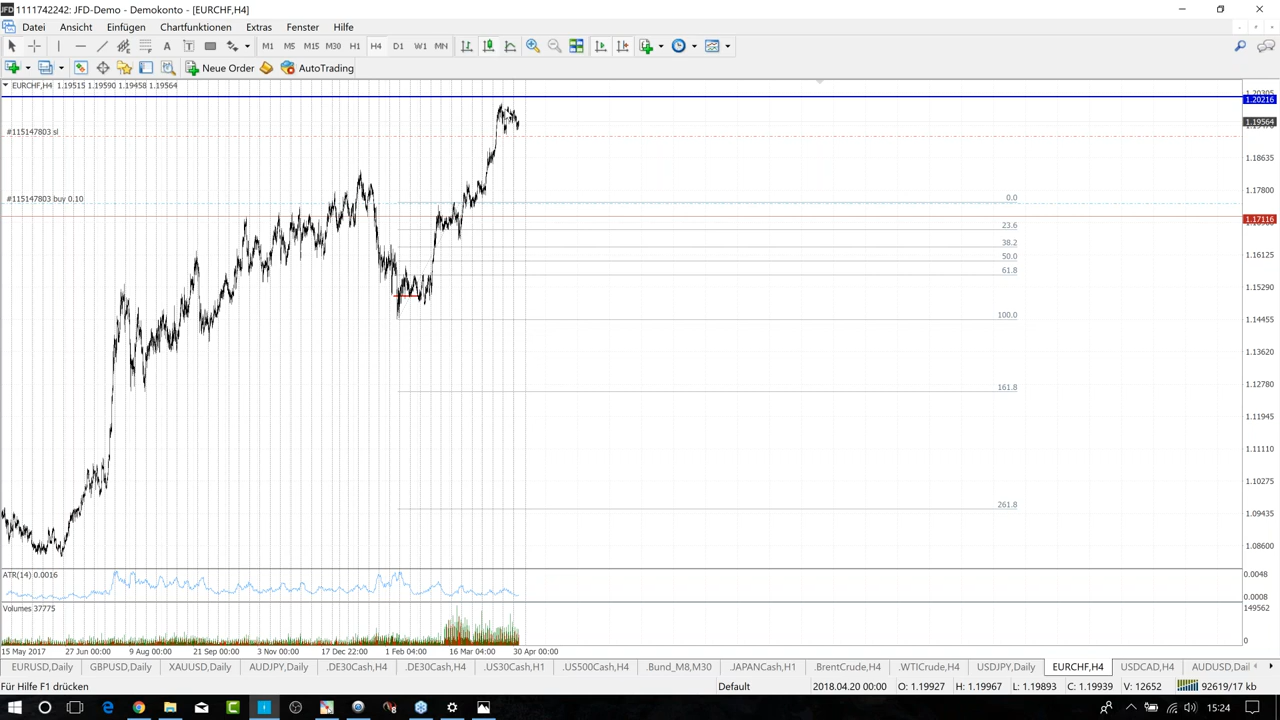 1111742242: JFD-Demo - Demokonto - [EURCHF,H4]
Datei Ansicht Einfügen Chartfunktionen Extras Fenster Hilfe
M1 M5 M15 M30 H1 H4 D1 W1 MN
Neue Order AutoTrading
EURCHF,H4 1.19515 1.19590 1.19458 1.19564
1.20216
1.19564
#115147803 sl
1.18635
1.17800
#115147803 buy 0.10
0.0
1.17116
23.6
38.2
1.16125
50.0
61.8
1.15290
100.0
1.14455
1.13620
161.8
1.12780
1.11945
1.11110
1.10275
261.8
1.09435
1.08600
ATR(14) 0.0016
0.0048
0.0008
Volumes 37775
149562
0
15 May 2017 27 Jun 00:00 9 Aug 00:00 21 Sep 00:00 3 Nov 00:00 17 Dec 22:00 1 Feb 04:00 16 Mar 04:00 30 Apr 00:00
EURUSD,Daily GBPUSD,Daily XAUUSD,Daily AUDJPY,Daily .DE30Cash,H4 .DE30Cash,H4 .US30Cash,H1 .US500Cash,H4 .Bund_M8,M30 .JAPANCash,H1 .BrentCrude,H4 .WTICrude,H4 USDJPY,Daily EURCHF,H4 USDCAD,H4 AUDUSD,Dail
Für Hilfe F1 drücken Default 2018.04.20 00:00 O: 1.19927 H: 1.19967 L: 1.19893 C: 1.19939 V: 12652 92619/17 kb
15:24